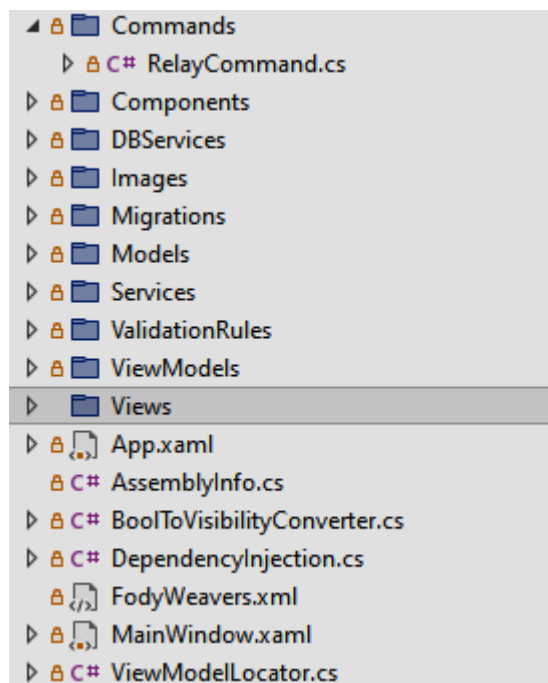 Commands
C# RelayCommand.cs
Components
DBServices
Images
Migrations
Models
Services
ValidationRules
ViewModels
Views
App.xaml
C# AssemblyInfo.cs
C# BoolToVisibilityConverter.cs
C# DependencyInjection.cs
FodyWeavers.xml
MainWindow.xaml
C# ViewModelLocator.cs